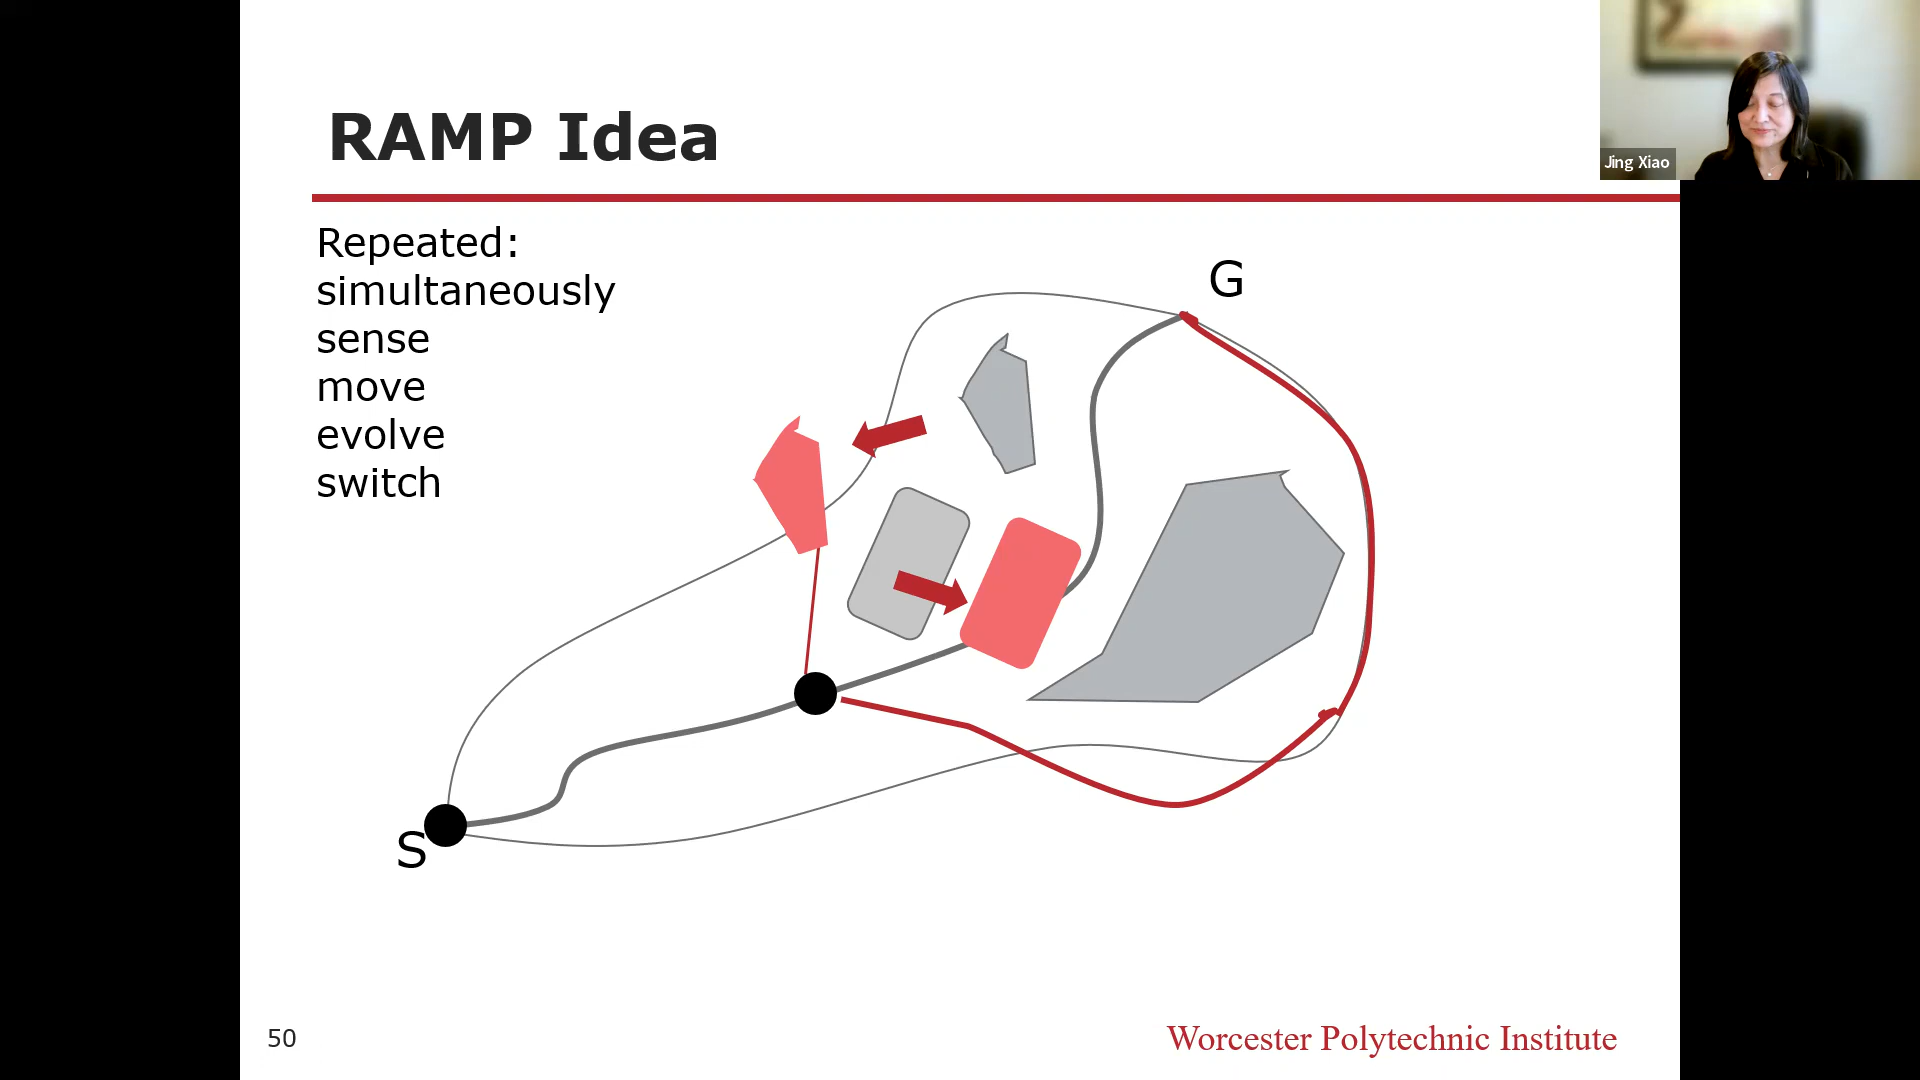 RAMP Idea
Jing Xiao
Repeated:
simultaneously
sense
move
evolve
switch
G
S
50
Worcester Polytechnic Institute